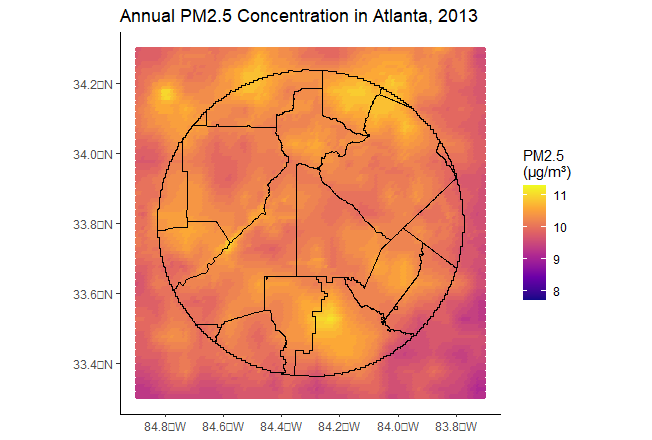 Annual PM2.5 Concentration in Atlanta, 2013
34.2□N
34.0□N
33.8□N
33.6□N
33.4□N
84.8□W
84.6□W
84.4□W
84.2□W
84.0□W
83.8□W
PM2.5
(μg/m³)
11
10
9
8